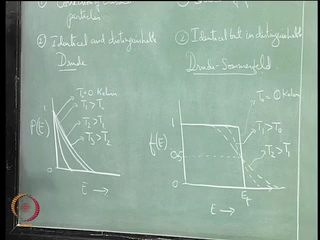 particles
② Identical and distinguishable
Drude
1
F(E)
T₀=0 Kelvin
T₁>T₀
T₂>T₁
T₃>T₂
0
E →
② Identical but indistinguishable
Drude-Sommerfeld
1
f(E)
0.5
0
T₀=0 Kelvin
T₁>T₀
T₂>T₁
E_f
E →